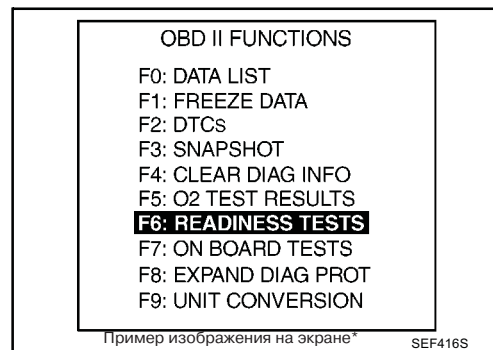 OBD II FUNCTIONS
F0: DATA LIST
F1: FREEZE DATA
F2: DTCs
F3: SNAPSHOT
F4: CLEAR DIAG INFO
F5: O2 TEST RESULTS
F6: READINESS TESTS
F7: ON BOARD TESTS
F8: EXPAND DIAG PROT
F9: UNIT CONVERSION
Пример изображения на экране*
SEF416S